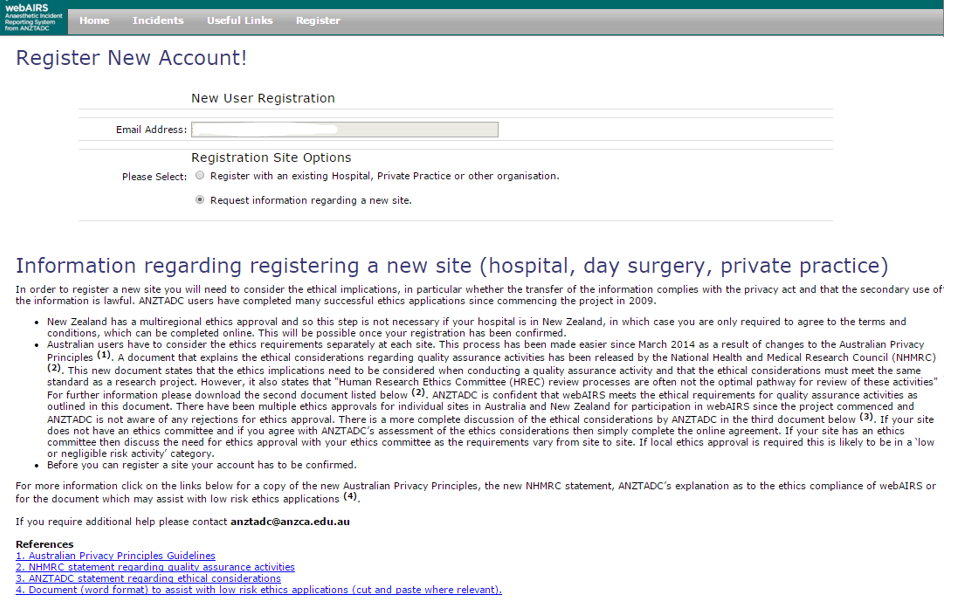 webAIRS
Anaesthetic Incident
Reporting System
from ANZTADC
Home Incidents Useful Links Register
Register New Account!
New User Registration
Email Address:
Registration Site Options
Please Select: Register with an existing Hospital, Private Practice or other organisation.
Request information regarding a new site.
Information regarding registering a new site (hospital, day surgery, private practice)
In order to register a new site you will need to consider the ethical implications, in particular whether the transfer of the information complies with the privacy act and that the secondary use of
the information is lawful. ANZTADC users have completed many successful ethics applications since commencing the project in 2009.
• New Zealand has a multiregional ethics approval and so this step is not necessary if your hospital is in New Zealand, in which case you are only required to agree to the terms and
conditions, which can be completed online. This will be possible once your registration has been confirmed.
• Australian users have to consider the ethics requirements separately at each site. This process has been made easier since March 2014 as a result of changes to the Australian Privacy
Principles (1). A document that explains the ethical considerations regarding quality assurance activities has been released by the National Health and Medical Research Council (NHMRC)
(2). This new document states that the ethics implications need to be considered when conducting a quality assurance activity and that the ethical considerations must meet the same
standard as a research project. However, it also states that "Human Research Ethics Committee (HREC) review processes are often not the optimal pathway for review of these activities"
For further information please download the second document listed below (2). ANZTADC is confident that webAIRS meets the ethical requirements for quality assurance activities as
outlined in this document. There have been multiple ethics approvals for individual sites in Australia and New Zealand for participation in webAIRS since the project commenced and
ANZTADC is not aware of any rejections for ethics approval. There is a more complete discussion of the ethical considerations by ANZTADC in the third document below (3). If your site
does not have an ethics committee and if you agree with ANZTADC's assessment of the ethics considerations then simply complete the online agreement. If your site has an ethics
committee then discuss the need for ethics approval with your ethics committee as the requirements vary from site to site. If local ethics approval is required this is likely to be in a 'low
or negligible risk activity' category.
• Before you can register a site your account has to be confirmed.
For more information click on the links below for a copy of the new Australian Privacy Principles, the new NHMRC statement, ANZTADC's explanation as to the ethics compliance of webAIRS or
for the document which may assist with low risk ethics applications (4).
If you require additional help please contact anztadc@anzca.edu.au
References
1. Australian Privacy Principles Guidelines
2. NHMRC statement regarding quality assurance activities
3. ANZTADC statement regarding ethical considerations
4. Document (word format) to assist with low risk ethics applications (cut and paste where relevant).